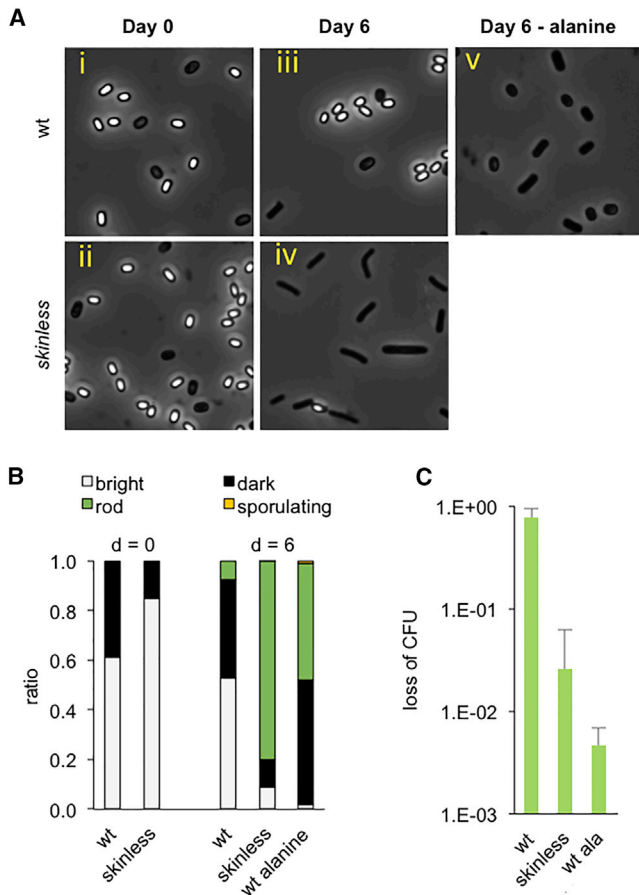 A
Day 0 Day 6 Day 6 - alanine
wt
i iii v
skinless
ii iv
B
bright dark
rod sporulating
d = 0 d = 6
ratio
1.0
0.8
0.6
0.4
0.2
0.0
wt skinless wt skinless wt alanine
C
loss of CFU
1.E+00
1.E-01
1.E-02
1.E-03
wt skinless wt ala